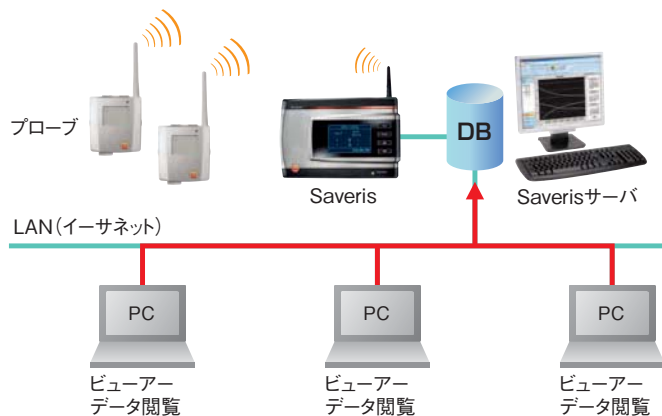 プローブ
Saveris
DB
Saverisサーバ
LAN（イーサネット）
PC
PC
PC
ビューアー
データ閲覧
ビューアー
データ閲覧
ビューアー
データ閲覧